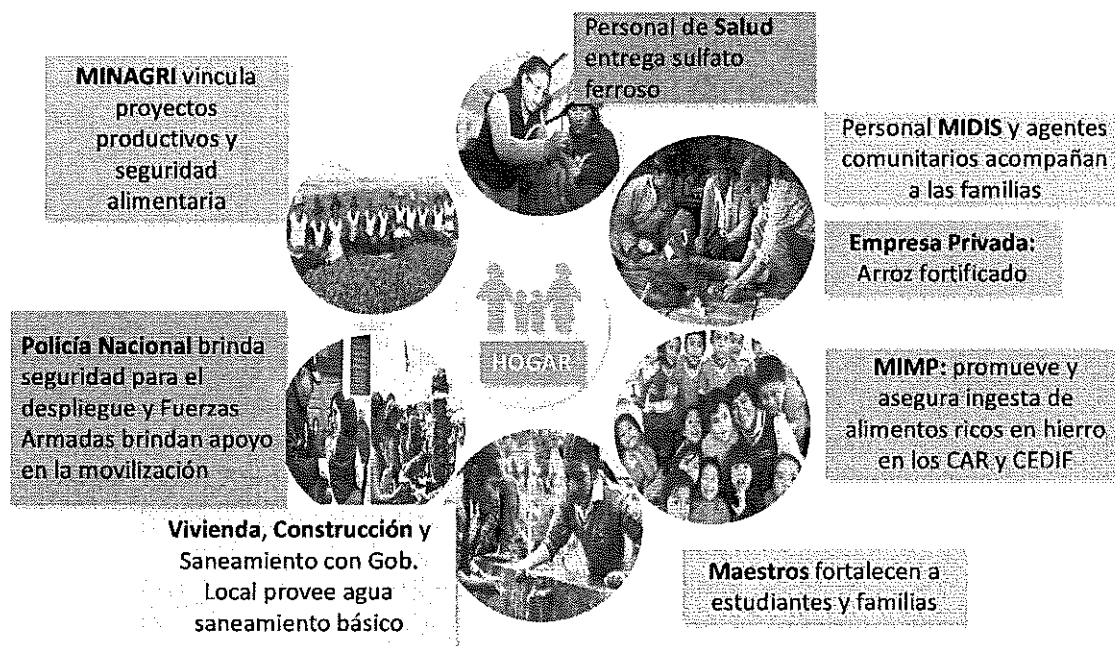 Personal de Salud
entrega sulfato
ferroso
MINAGRI vincula
proyectos
productivos y
seguridad
alimentaria
Personal MIDIS y agentes
comunitarios acompañan
a las familias
Empresa Privada:
Arroz fortificado
HOGAR
Policía Nacional brinda
seguridad para el
despliegue y Fuerzas
Armadas brindan apoyo
en la movilización
MIMP: promueve y
asegura ingesta de
alimentos ricos en hierro
en los CAR y CEDIF
Vivienda, Construcción y
Saneamiento con Gob.
Local provee agua
saneamiento básico
Maestros fortalecen a
estudiantes y familias